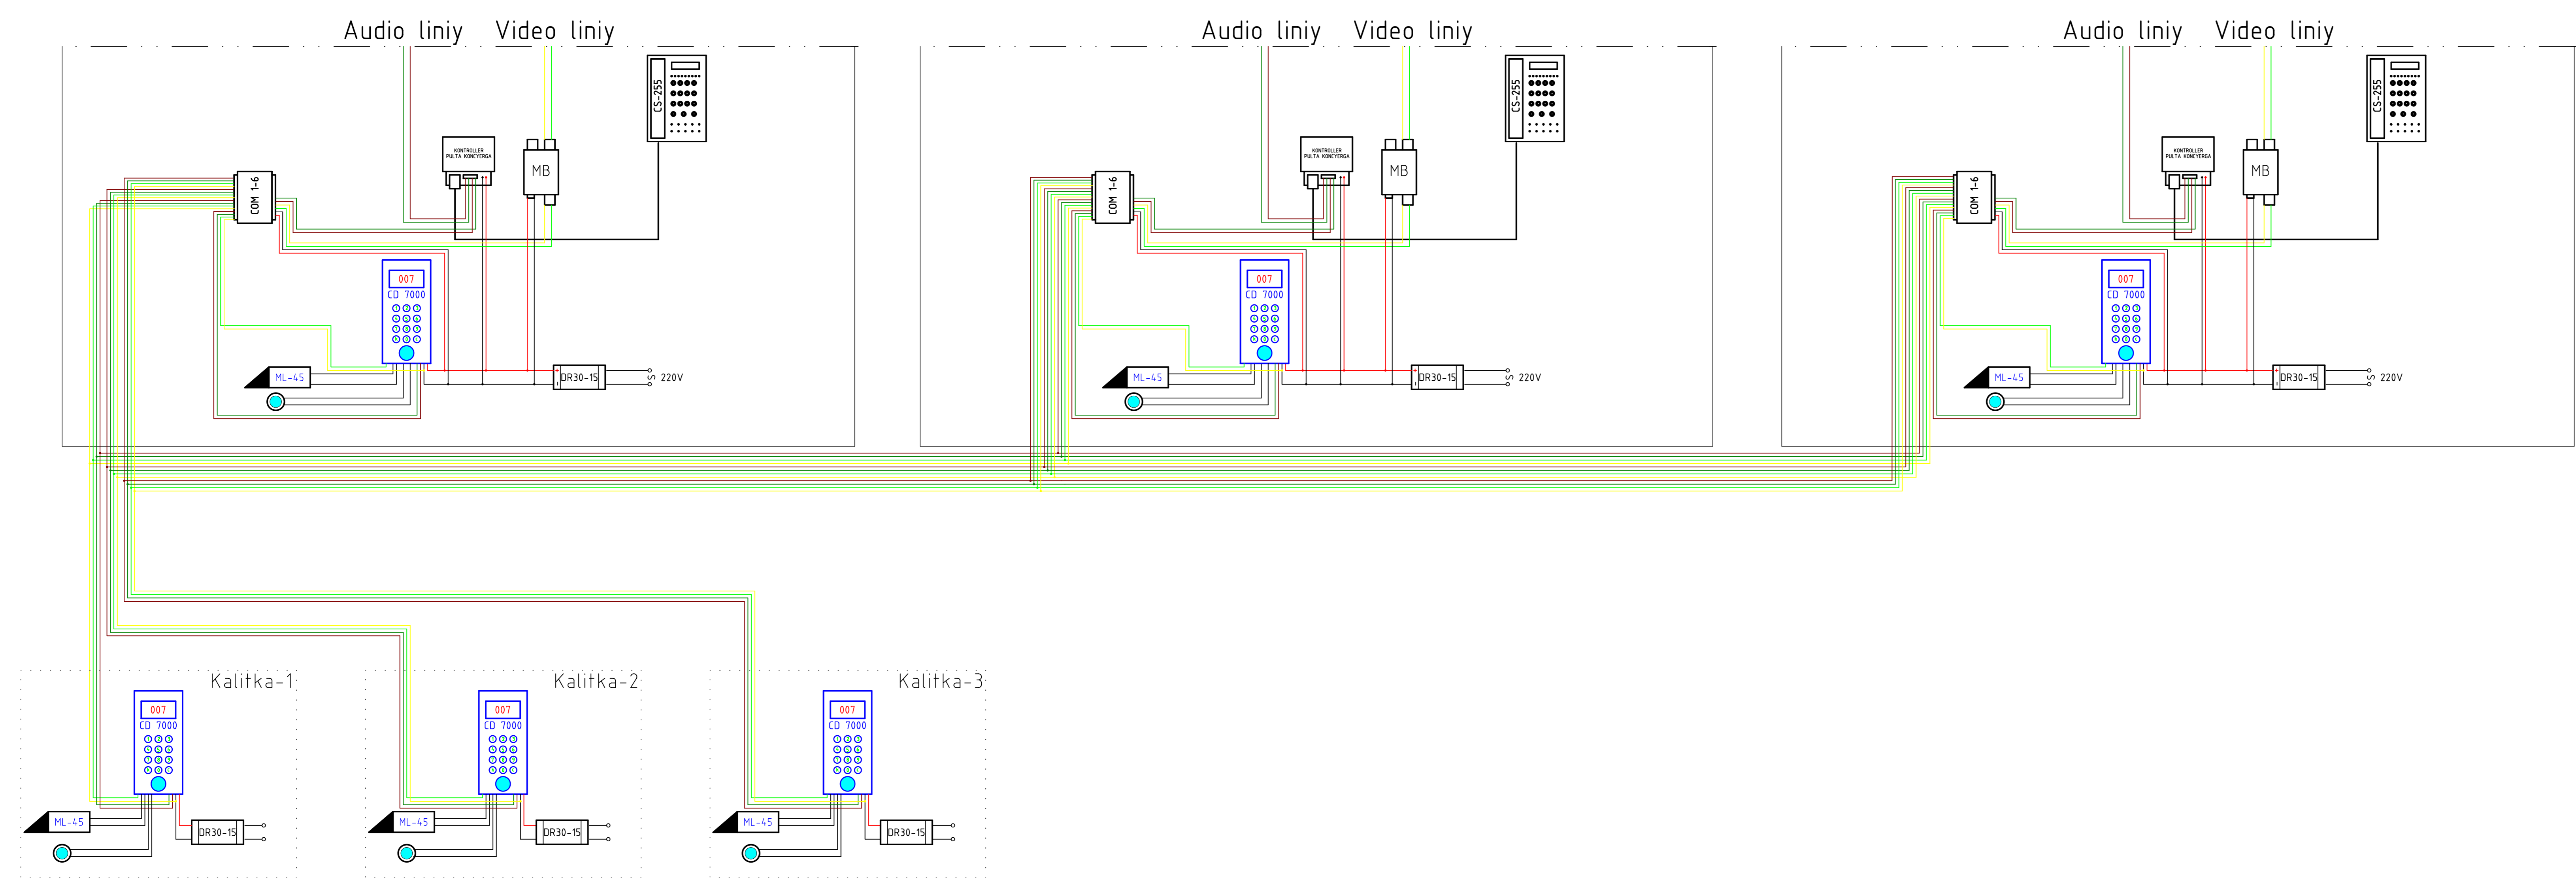 Audio liniy Video liniy
CS-255
KONTROLLER
PULTA KONCYERGA
MB
COM 1-6
007
CD 7000
ML-45
+
DR30-15
220V
Audio liniy Video liniy
CS-255
KONTROLLER
PULTA KONCYERGA
MB
COM 1-6
007
CD 7000
ML-45
+
DR30-15
220V
Audio liniy Video liniy
CS-255
KONTROLLER
PULTA KONCYERGA
MB
COM 1-6
007
CD 7000
ML-45
+
DR30-15
220V
Kalitka-1
007
CD 7000
ML-45
DR30-15
Kalitka-2
007
CD 7000
ML-45
DR30-15
Kalitka-3
007
CD 7000
ML-45
DR30-15